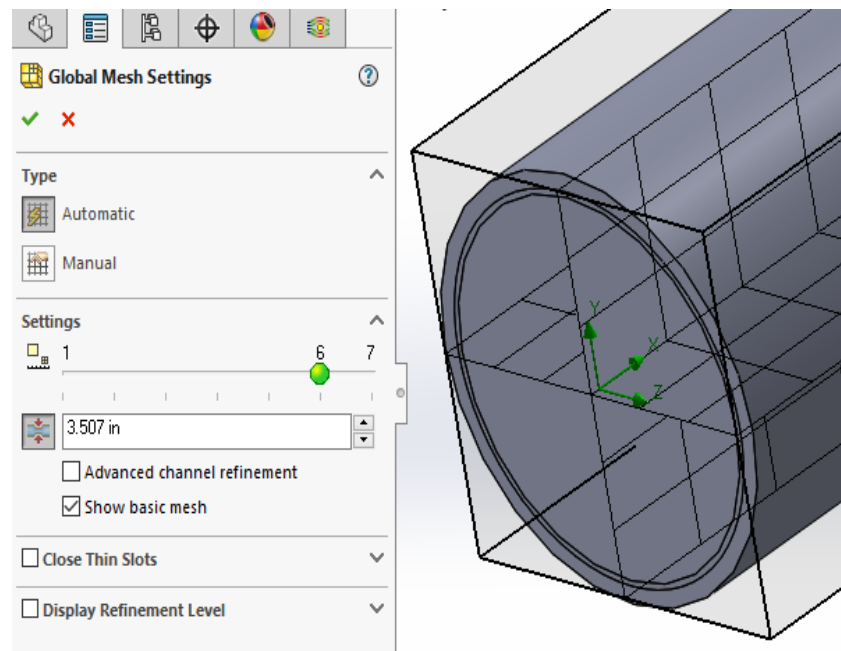 Global Mesh Settings
?
Type
Automatic
Manual
Settings
1 6 7
3.507 in
Advanced channel refinement
Show basic mesh
Close Thin Slots
Display Refinement Level
Y
X
Z